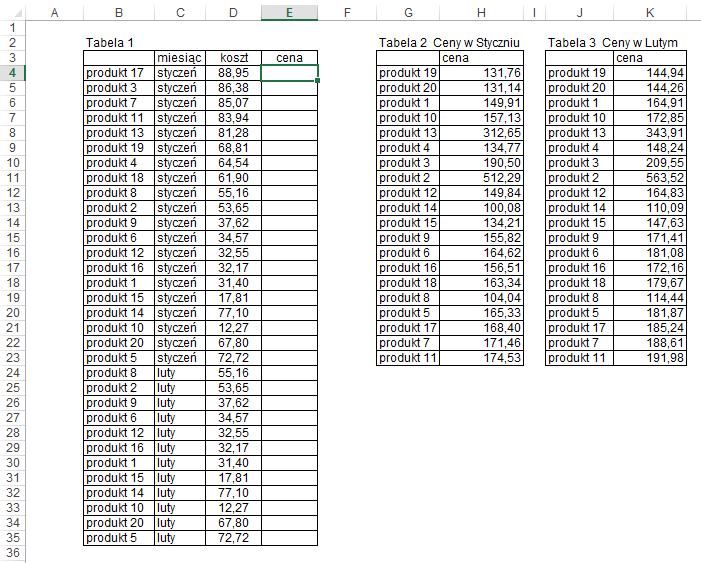 A B C D E F G H I J K
1
2 Tabela 1 Tabela 2 Ceny w Styczniu Tabela 3 Ceny w Lutym
3 miesiąc koszt cena cena cena
4 produkt 17 styczeń 88,95 produkt 19 131,76 produkt 19 144,94
5 produkt 3 styczeń 86,38 produkt 20 131,14 produkt 20 144,26
6 produkt 7 styczeń 85,07 produkt 1 149,91 produkt 1 164,91
7 produkt 11 styczeń 83,94 produkt 10 157,13 produkt 10 172,85
8 produkt 13 styczeń 81,28 produkt 13 312,65 produkt 13 343,91
9 produkt 19 styczeń 68,81 produkt 4 134,77 produkt 4 148,24
10 produkt 4 styczeń 64,54 produkt 3 190,50 produkt 3 209,55
11 produkt 18 styczeń 61,90 produkt 2 512,29 produkt 2 563,52
12 produkt 8 styczeń 55,16 produkt 12 149,84 produkt 12 164,83
13 produkt 2 styczeń 53,65 produkt 14 100,08 produkt 14 110,09
14 produkt 9 styczeń 37,62 produkt 15 134,21 produkt 15 147,63
15 produkt 6 styczeń 34,57 produkt 9 155,82 produkt 9 171,41
16 produkt 12 styczeń 32,55 produkt 6 164,62 produkt 6 181,08
17 produkt 16 styczeń 32,17 produkt 16 156,51 produkt 16 172,16
18 produkt 1 styczeń 31,40 produkt 18 163,34 produkt 18 179,67
19 produkt 15 styczeń 17,81 produkt 8 104,04 produkt 8 114,44
20 produkt 14 styczeń 77,10 produkt 5 165,33 produkt 5 181,87
21 produkt 10 styczeń 12,27 produkt 17 168,40 produkt 17 185,24
22 produkt 20 styczeń 67,80 produkt 7 171,46 produkt 7 188,61
23 produkt 5 styczeń 72,72 produkt 11 174,53 produkt 11 191,98
24 produkt 8 luty 55,16
25 produkt 2 luty 53,65
26 produkt 9 luty 37,62
27 produkt 6 luty 34,57
28 produkt 12 luty 32,55
29 produkt 16 luty 32,17
30 produkt 1 luty 31,40
31 produkt 15 luty 17,81
32 produkt 14 luty 77,10
33 produkt 10 luty 12,27
34 produkt 20 luty 67,80
35 produkt 5 luty 72,72
36